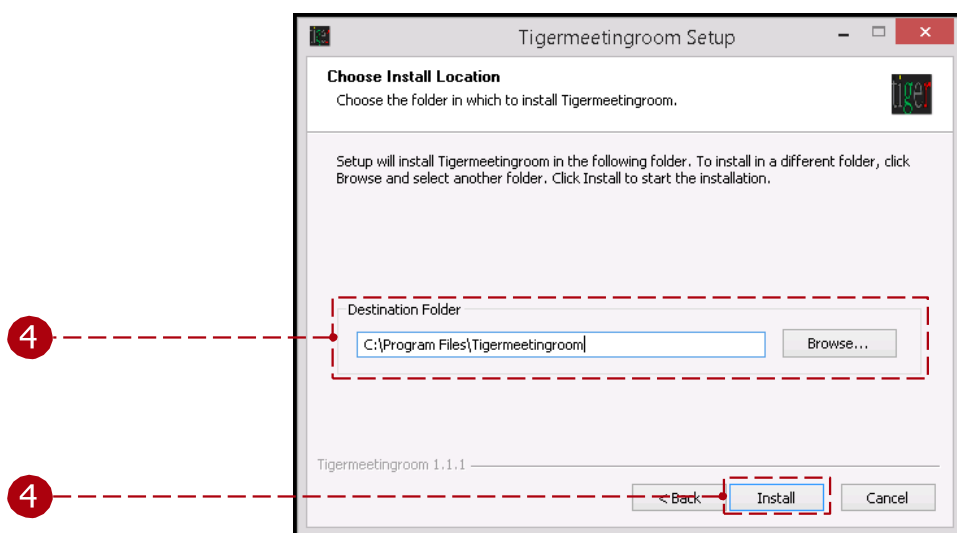 Tigermeetingroom Setup
Choose Install Location
Choose the folder in which to install Tigermeetingroom.
tiger
Setup will install Tigermeetingroom in the following folder. To install in a different folder, click
Browse and select another folder. Click Install to start the installation.
Destination Folder
4
C:\Program Files\Tigermeetingroom
Browse...
Tigermeetingroom 1.1.1
4
< Back
Install
Cancel